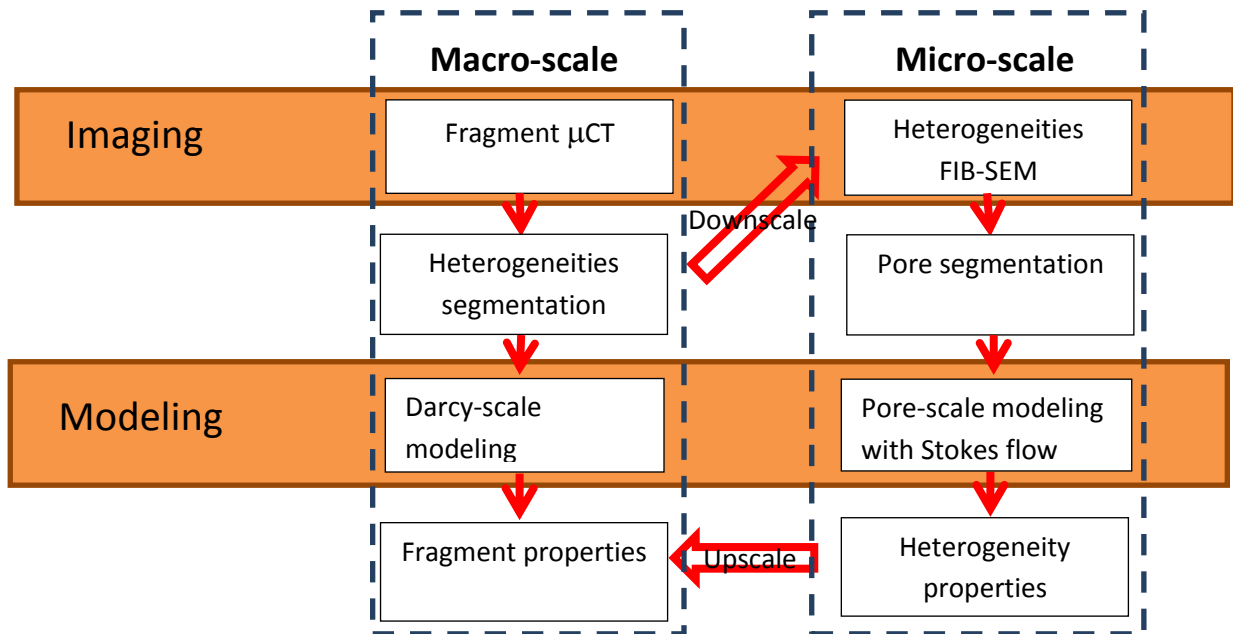 Macro-scale
Micro-scale
Imaging
Fragment μCT
Heterogeneities
FIB-SEM
Downscale
Heterogeneities
segmentation
Pore segmentation
Modeling
Darcy-scale
modeling
Pore-scale modeling
with Stokes flow
Fragment properties
Upscale
Heterogeneity
properties